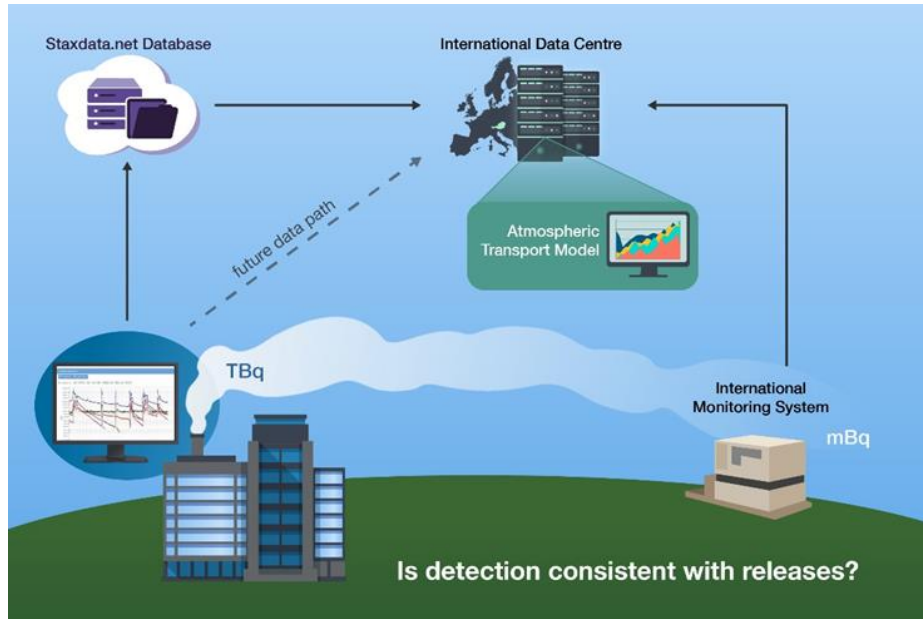 Staxdata.net Database
International Data Centre
Atmospheric
Transport Model
future data path
TBq
International
Monitoring System
mBq
Is detection consistent with releases?